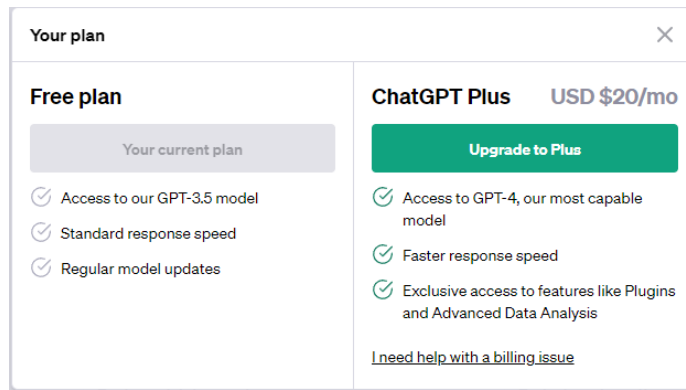 Your plan
Free plan
Your current plan
Access to our GPT-3.5 model
Standard response speed
Regular model updates
ChatGPT Plus USD $20/mo
Upgrade to Plus
Access to GPT-4, our most capable
model
Faster response speed
Exclusive access to features like Plugins
and Advanced Data Analysis
I need help with a billing issue